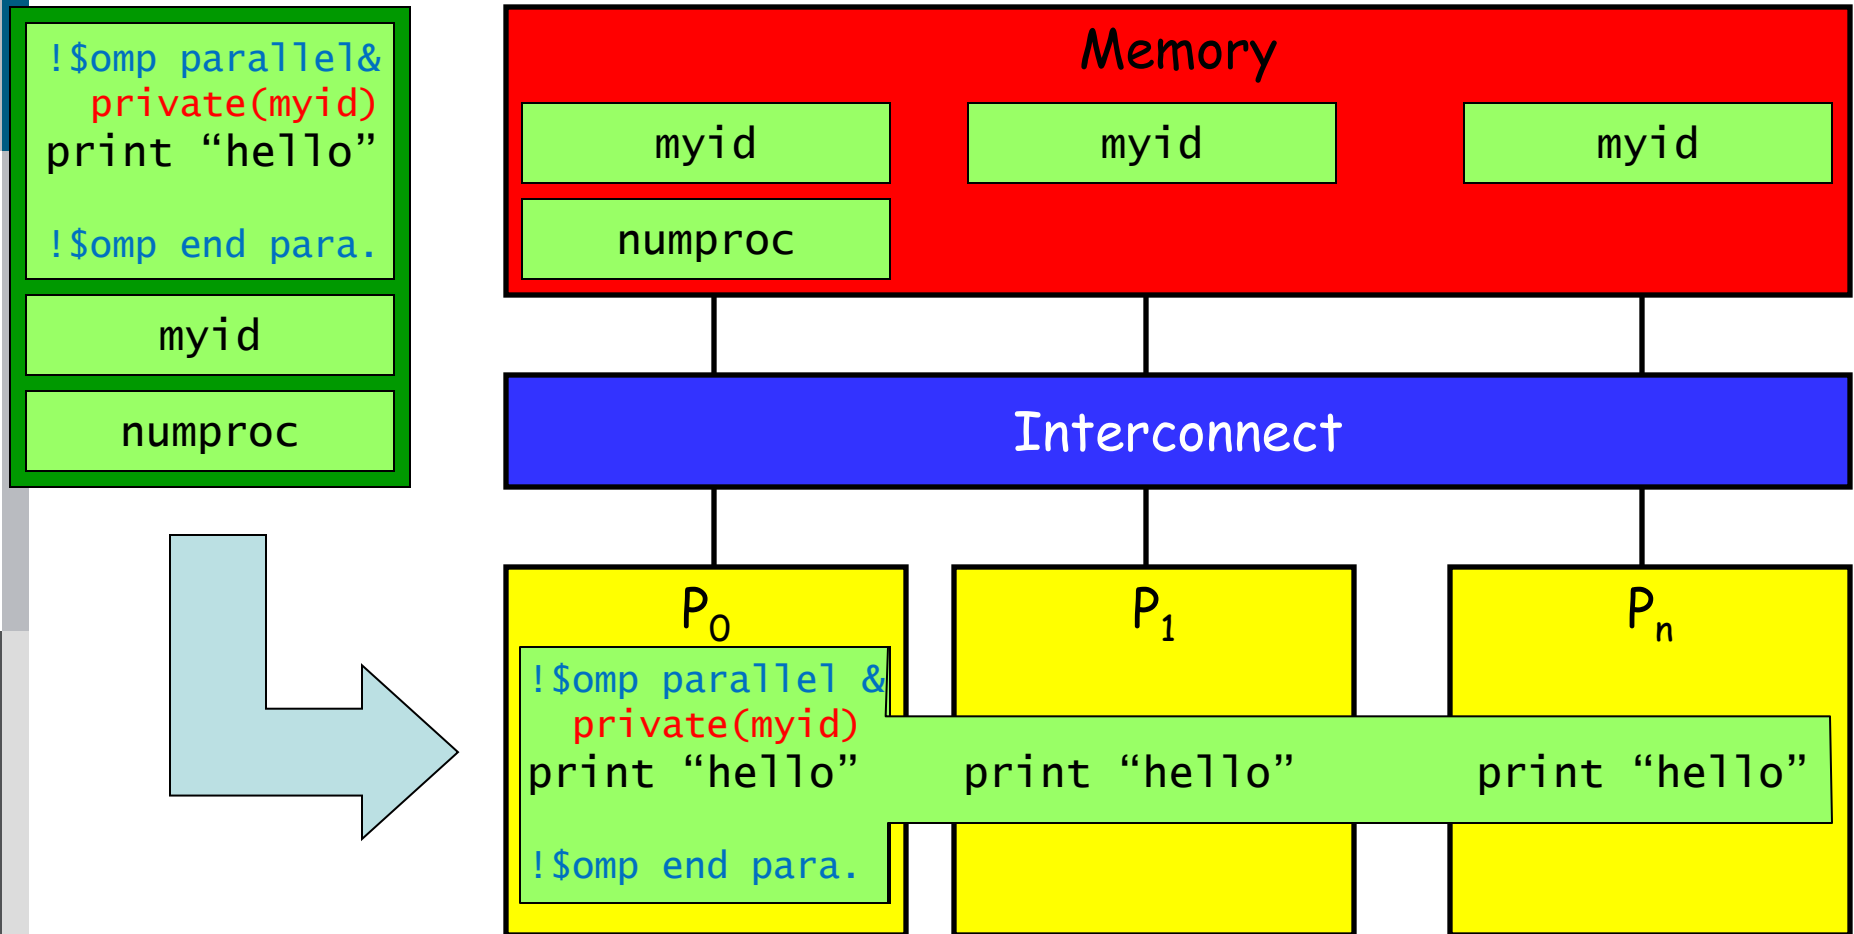 !$omp parallel&
private(myid)
print “hello”
!$omp end para.
myid
numproc
Memory
myid
myid
myid
numproc
Interconnect
P0
P1
Pn
!$omp parallel &
private(myid)
print “hello” print “hello” print “hello”
!$omp end para.